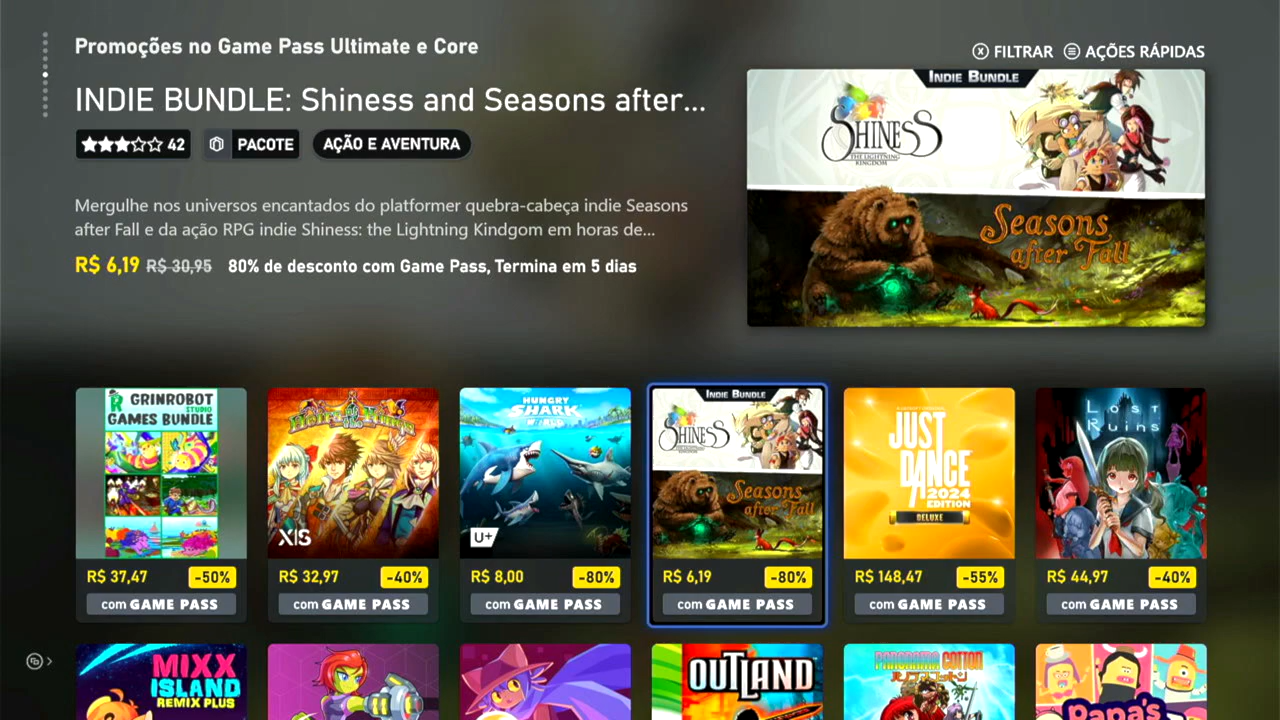 Promoções no Game Pass Ultimate e Core
FILTRAR
AÇÕES RÁPIDAS
INDIE BUNDLE: Shiness and Seasons after...
42
PACOTE
AÇÃO E AVENTURA
Mergulhe nos universos encantados do platformer quebra-cabeça indie Seasons
after Fall e da ação RPG indie Shiness: the Lightning Kindgom em horas de...
R$ 6,19 R$ 30,95 80% de desconto com Game Pass, Termina em 5 dias
INDIE BUNDLE
SHINESS
THE LIGHTNING
KINGDOM
Seasons
after Fall
GRINROBOT
STUDIO
GAMES BUNDLE
R$ 37,47 -50%
com GAME PASS
X|S
R$ 32,97 -40%
com GAME PASS
HUNGRY
SHARK
WORLD
U+
R$ 8,00 -80%
com GAME PASS
INDIE BUNDLE
SHINESS
Seasons
after Fall
R$ 6,19 -80%
com GAME PASS
JUST
DANCE
2024
EDITION
DELUXE
R$ 148,47 -55%
com GAME PASS
Lost
Ruins
R$ 44,97 -40%
com GAME PASS
MIXX
ISLAND
REMIX PLUS
OUTLAND
PANORAMA COTTON
Papa's